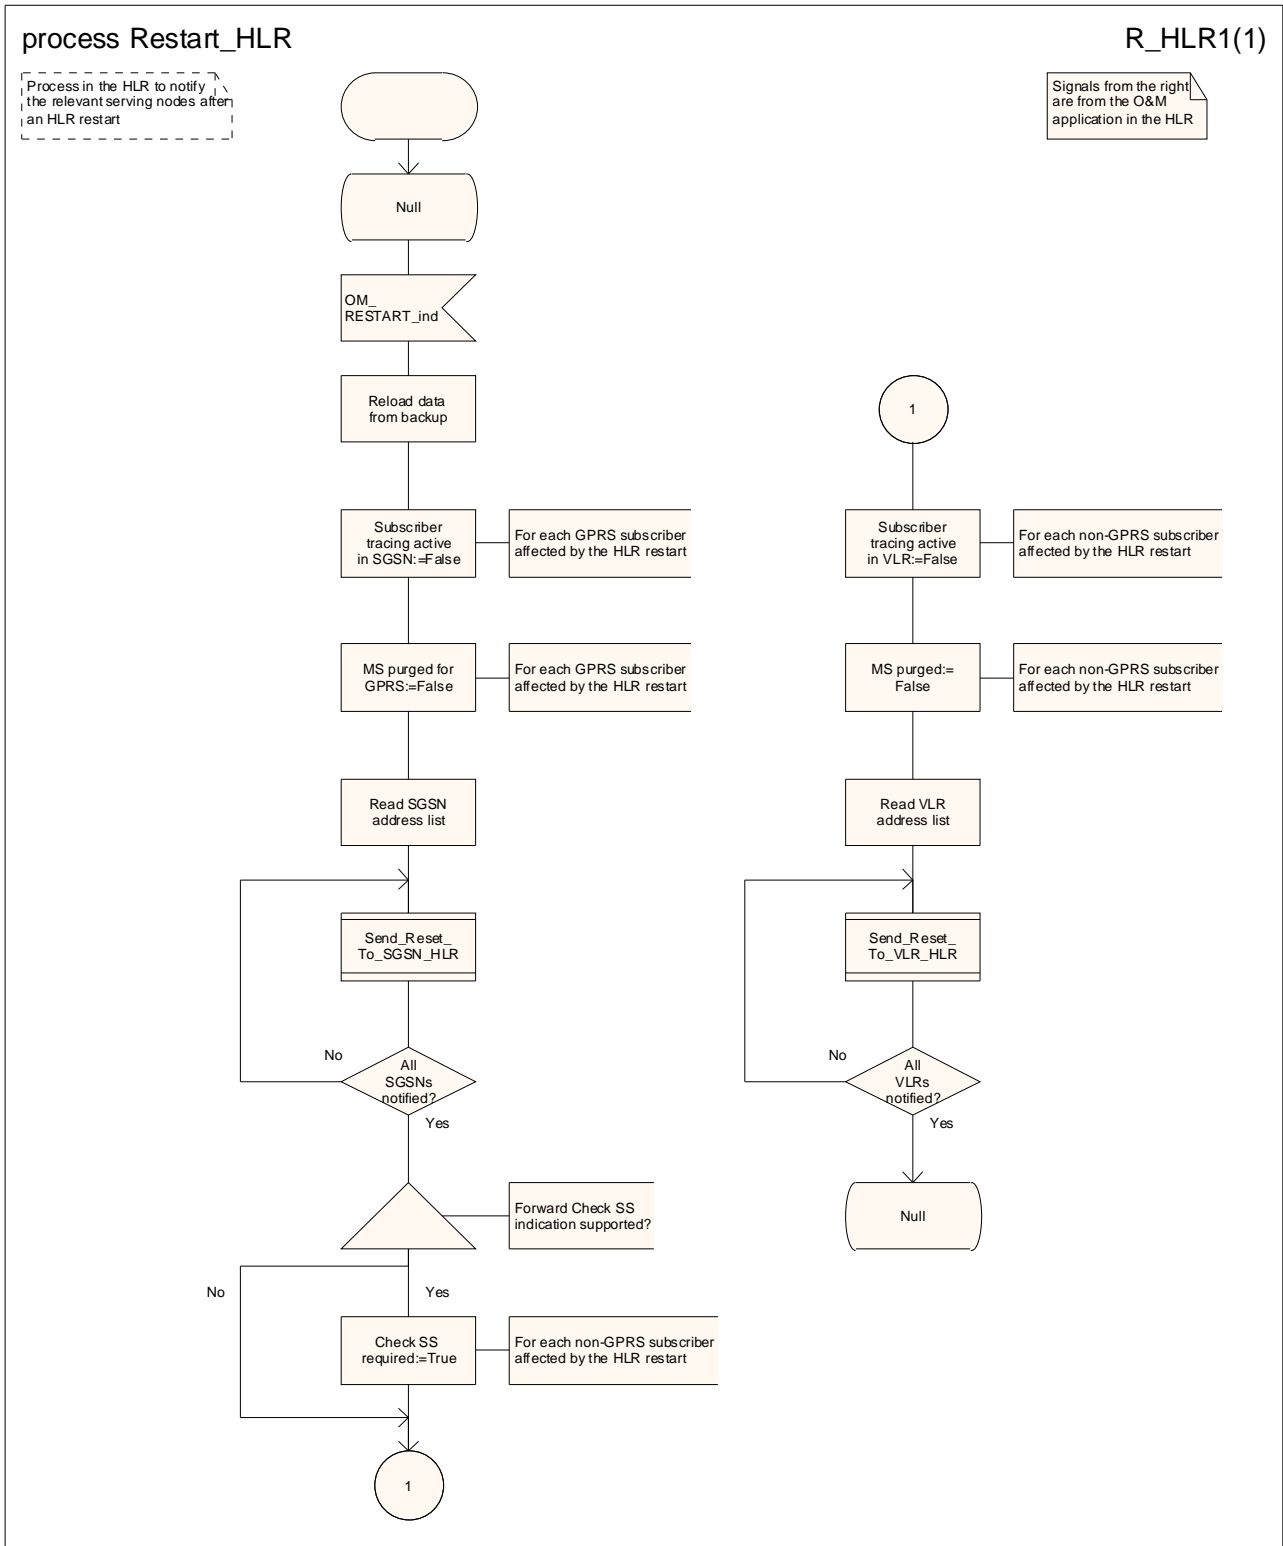 process Restart_HLR
R_HLR1(1)
Process in the HLR to notify
the relevant serving nodes after
an HLR restart
Signals from the right
are from the O&M
application in the HLR
Null
OM_
RESTART_ind
Reload data
from backup
Subscriber
tracing active
in SGSN:=False
For each GPRS subscriber
affected by the HLR restart
MS purged for
GPRS:=False
For each GPRS subscriber
affected by the HLR restart
Read SGSN
address list
Send_Reset_
To_SGSN_HLR
No
All
SGSNs
notified?
Yes
Forward Check SS
indication supported?
No
Yes
Check SS
required:=True
For each non-GPRS subscriber
affected by the HLR restart
1
1
Subscriber
tracing active
in VLR:=False
For each non-GPRS subscriber
affected by the HLR restart
MS purged:=
False
For each non-GPRS subscriber
affected by the HLR restart
Read VLR
address list
Send_Reset_
To_VLR_HLR
No
All
VLRs
notified?
Yes
Null